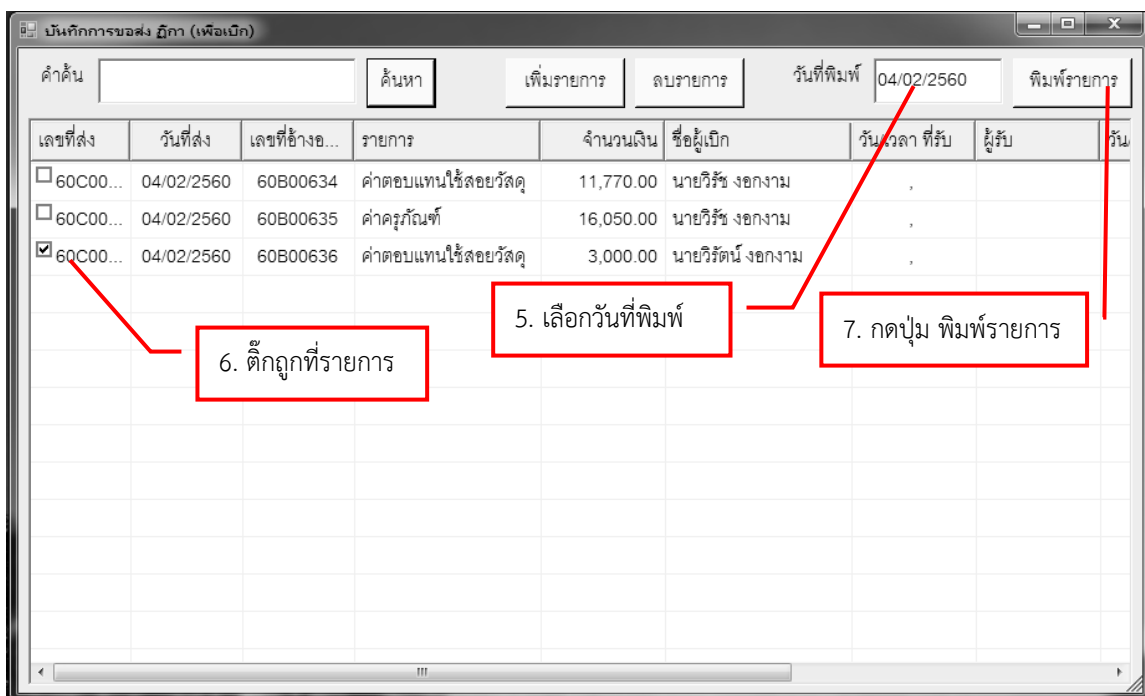 บันทึกการขอส่ง ฎีกา (เพื่อเบิก)
คำค้น ค้นหา เพิ่มรายการ ลบรายการ วันที่พิมพ์ 04/02/2560 พิมพ์รายการ
เลขที่ส่ง วันที่ส่ง เลขที่อ้างอ... รายการ จำนวนเงิน ชื่อผู้เบิก วัน/เวลา ที่รับ ผู้รับ วัน/
60C00... 04/02/2560 60B00634 ค่าตอบแทนใช้สอยวัสดุ 11,770.00 นายวิรัช งอกงาม ,
60C00... 04/02/2560 60B00635 ค่าครุภัณฑ์ 16,050.00 นายวิรัช งอกงาม ,
60C00... 04/02/2560 60B00636 ค่าตอบแทนใช้สอยวัสดุ 3,000.00 นายวิรัตน์ งอกงาม ,
5. เลือกวันที่พิมพ์
7. กดปุ่ม พิมพ์รายการ
6. ติ๊กถูกที่รายการ